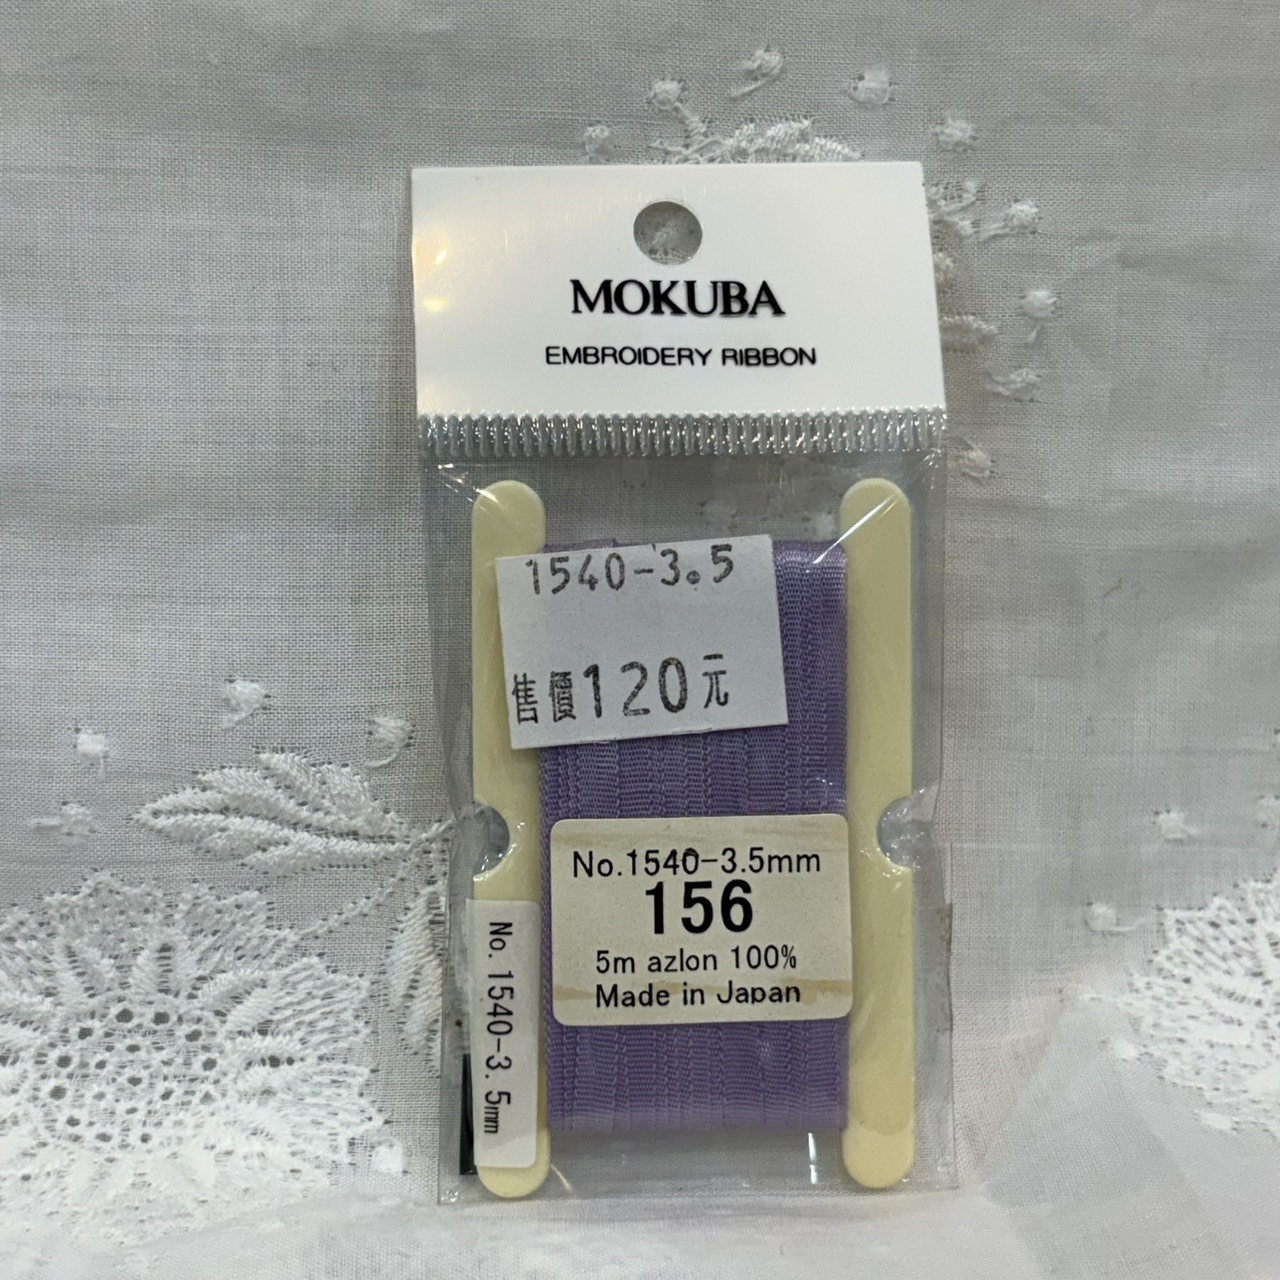 MOKUBA
EMBROIDERY RIBBON
1540-3.5
售價120元
No.1540-3.5mm
156
5m azlon 100%
Made in Japan
No. 1540-3. 5mm